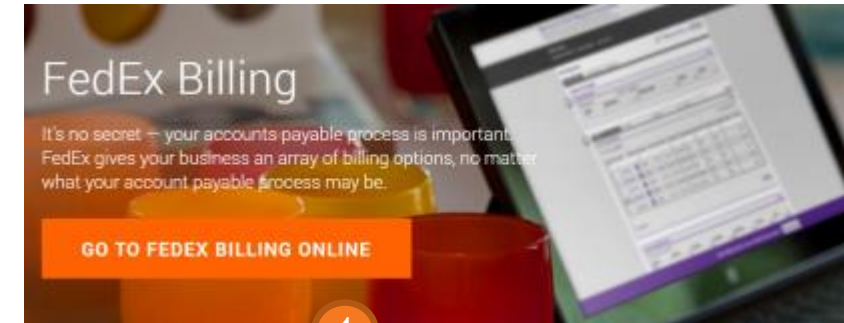 FedEx Billing
It's no secret – your accounts payable process is important.
FedEx gives your business an array of billing options, no matter
what your account payable process may be.
GO TO FEDEX BILLING ONLINE